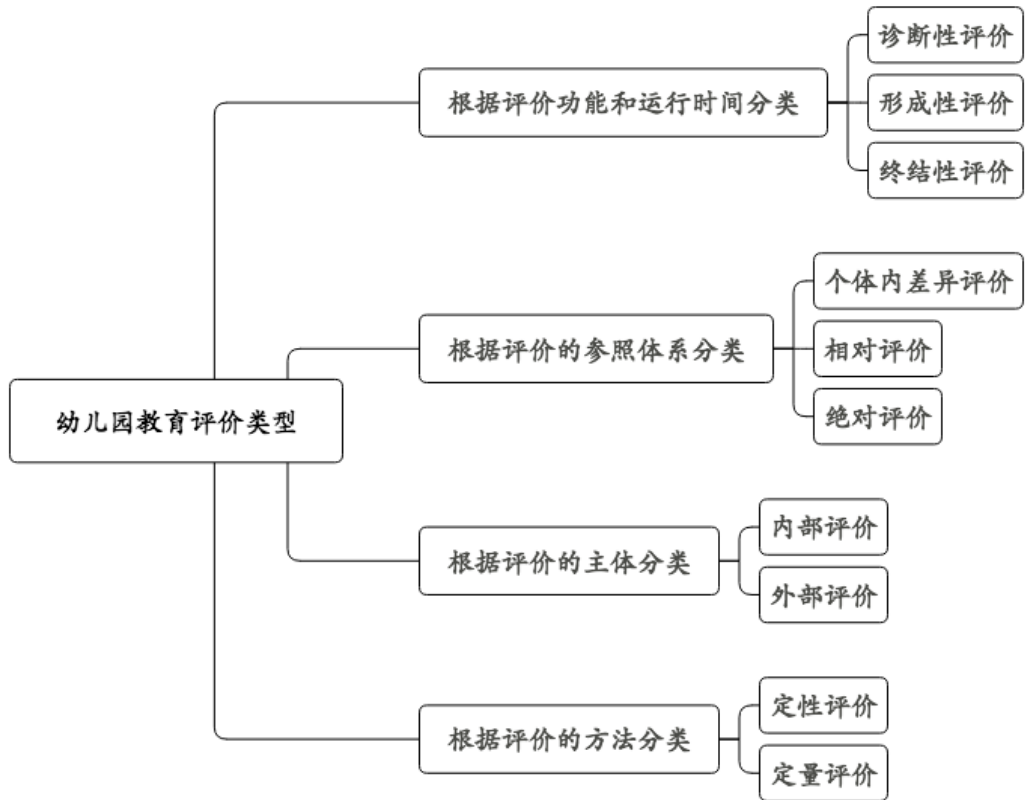 幼儿园教育评价类型
根据评价功能和运行时间分类
诊断性评价
形成性评价
终结性评价
根据评价的参照体系分类
个体内差异评价
相对评价
绝对评价
根据评价的主体分类
内部评价
外部评价
根据评价的方法分类
定性评价
定量评价